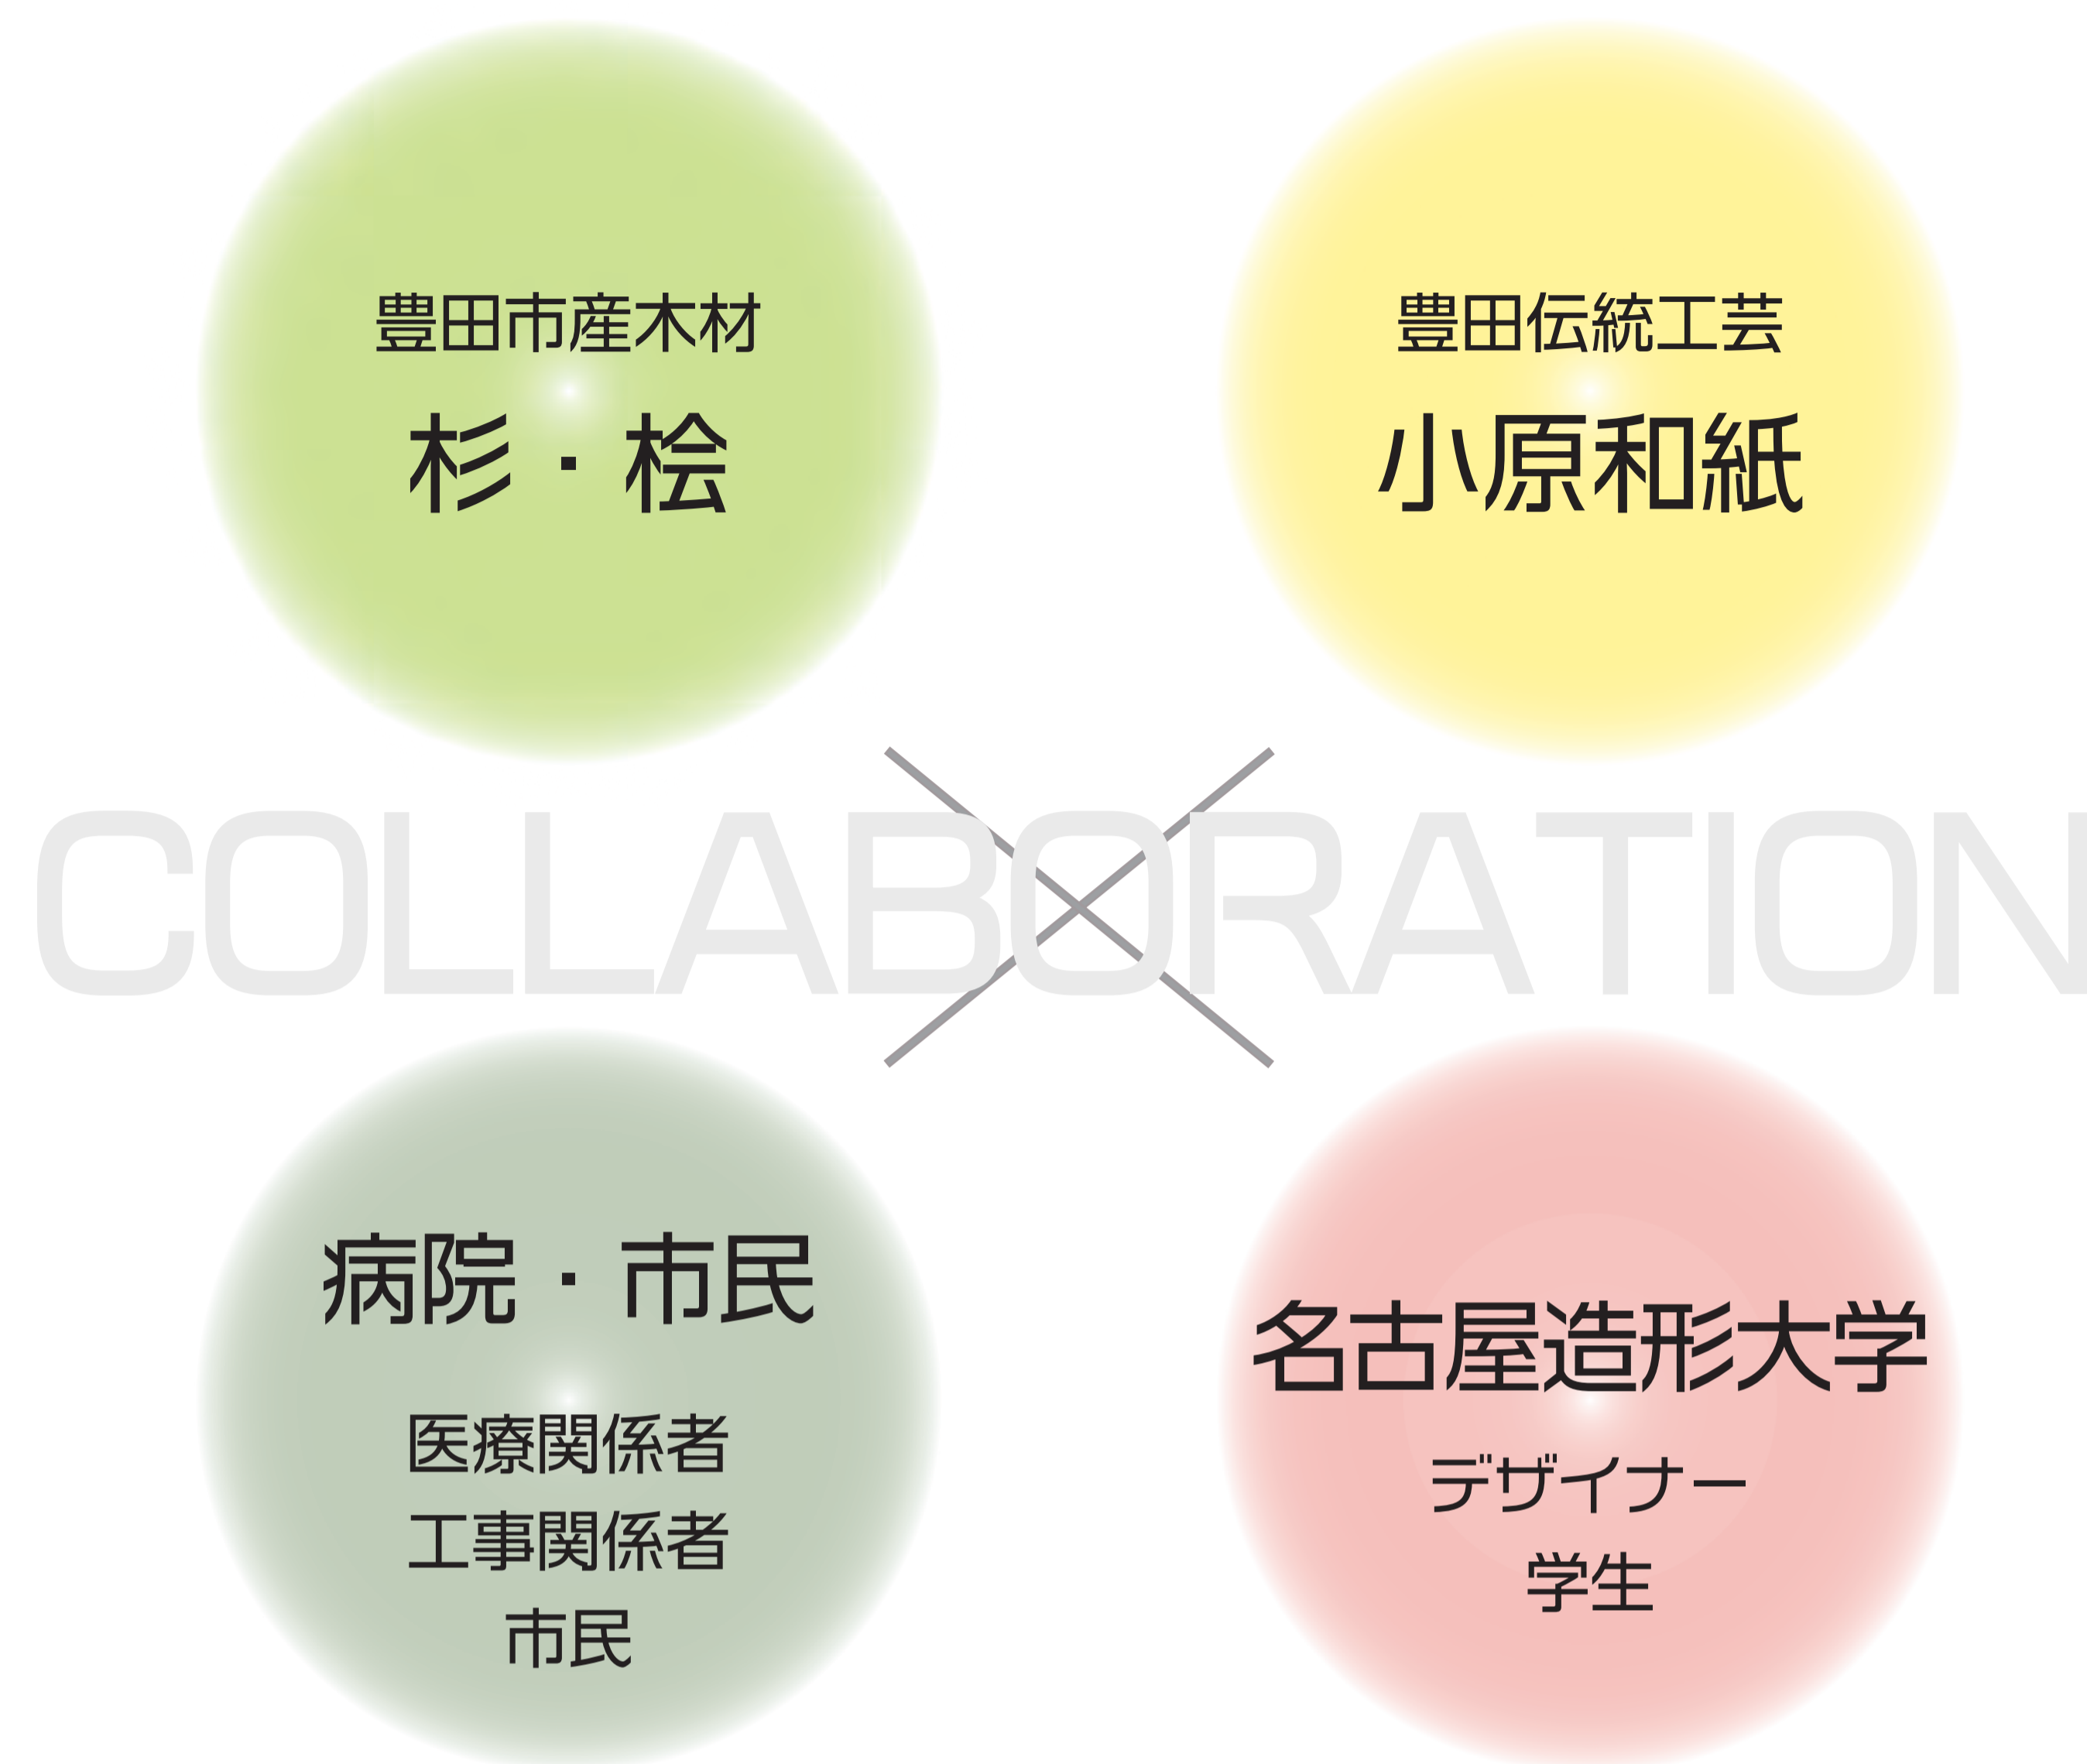 豊田市産木材
杉・桧
豊田伝統工芸
小原和紙
COLLABORATION
病院・市民
医療関係者
工事関係者
市民
名古屋造形大学
デザイナー
学生